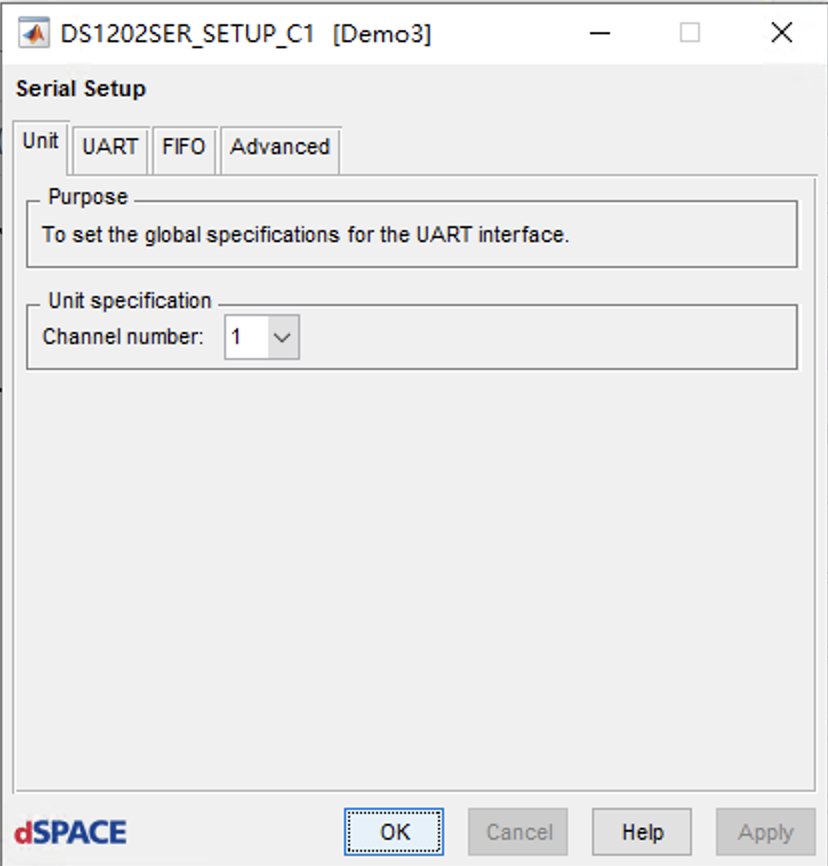 DS1202SER_SETUP_C1 [Demo3]
Serial Setup
Unit UART FIFO Advanced
Purpose
To set the global specifications for the UART interface.
Unit specification
Channel number: 1
dSPACE OK Cancel Help Apply